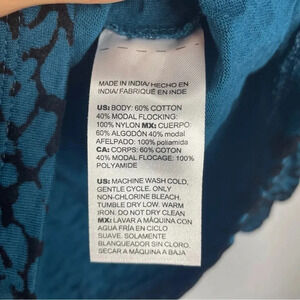 MADE IN INDIA/ HECHO EN
INDIA/ FABRIQUÉ EN INDE
US: BODY: 60% COTTON
40% MODAL FLOCKING:
100% NYLON MX: CUERPO:
60% ALGODÓN 40% modal
AFELPADO: 100% poliamida
CA: CORPS: 60% COTON
40% MODAL FLOCAGE: 100%
POLYAMIDE
US: MACHINE WASH COLD,
GENTLE CYCLE. ONLY
NON-CHLORINE BLEACH.
TUMBLE DRY LOW. WARM
IRON. DO NOT DRY CLEAN
MX: LAVAR A MÁQUINA CON
AGUA FRÍA EN CICLO
SUAVE. SOLAMENTE
BLANQUEADOR SIN CLORO.
SECAR A MÁQUINA A BAJA